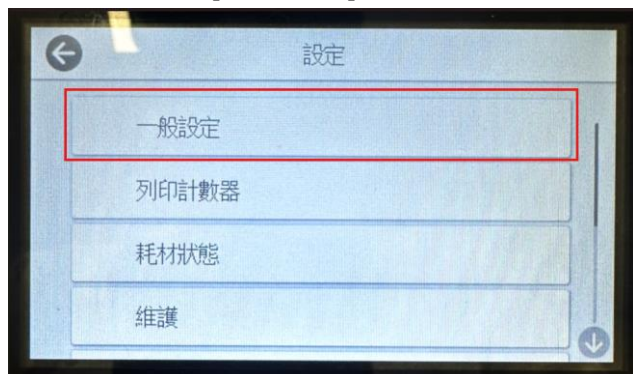 設定
一般設定
列印計數器
耗材狀態
維護